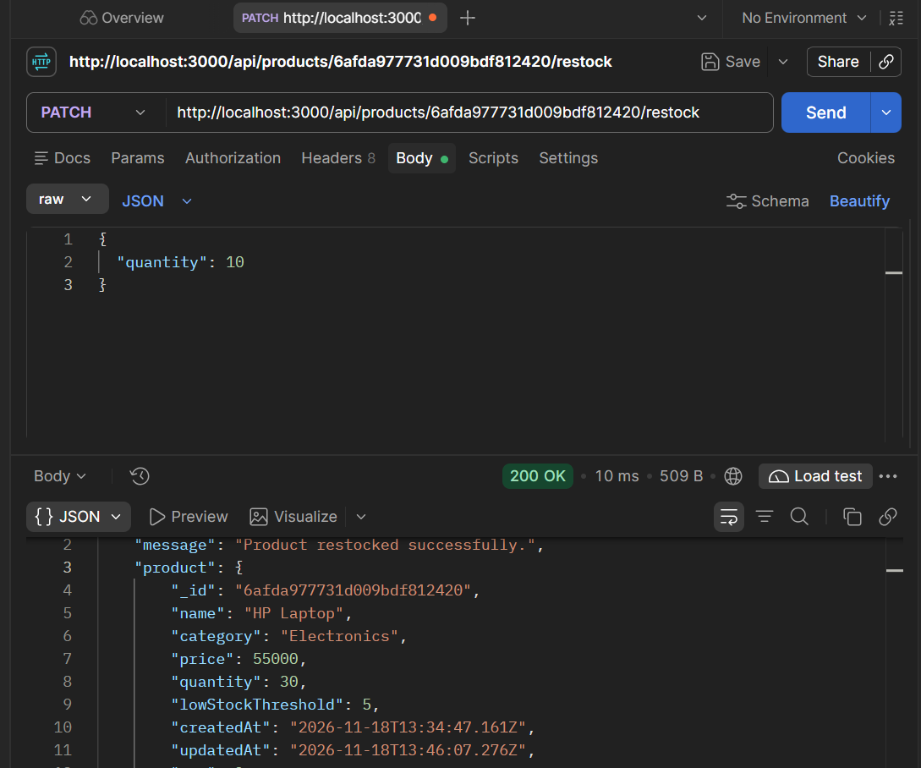 Overview
PATCH http://localhost:3000
No Environment
HTTP http://localhost:3000/api/products/6afda977731d009bdf812420/restock
Save
Share
PATCH
http://localhost:3000/api/products/6afda977731d009bdf812420/restock
Send
Docs Params Authorization Headers 8 Body Scripts Settings Cookies
raw JSON Schema Beautify
1 {
2 "quantity": 10
3 }
Body 200 OK • 10 ms • 509 B Load test
{ } JSON Preview Visualize
2 "message": "Product restocked successfully.",
3 "product": {
4 "_id": "6afda977731d009bdf812420",
5 "name": "HP Laptop",
6 "category": "Electronics",
7 "price": 55000,
8 "quantity": 30,
9 "lowStockThreshold": 5,
10 "createdAt": "2026-11-18T13:34:47.161Z",
11 "updatedAt": "2026-11-18T13:46:07.276Z",